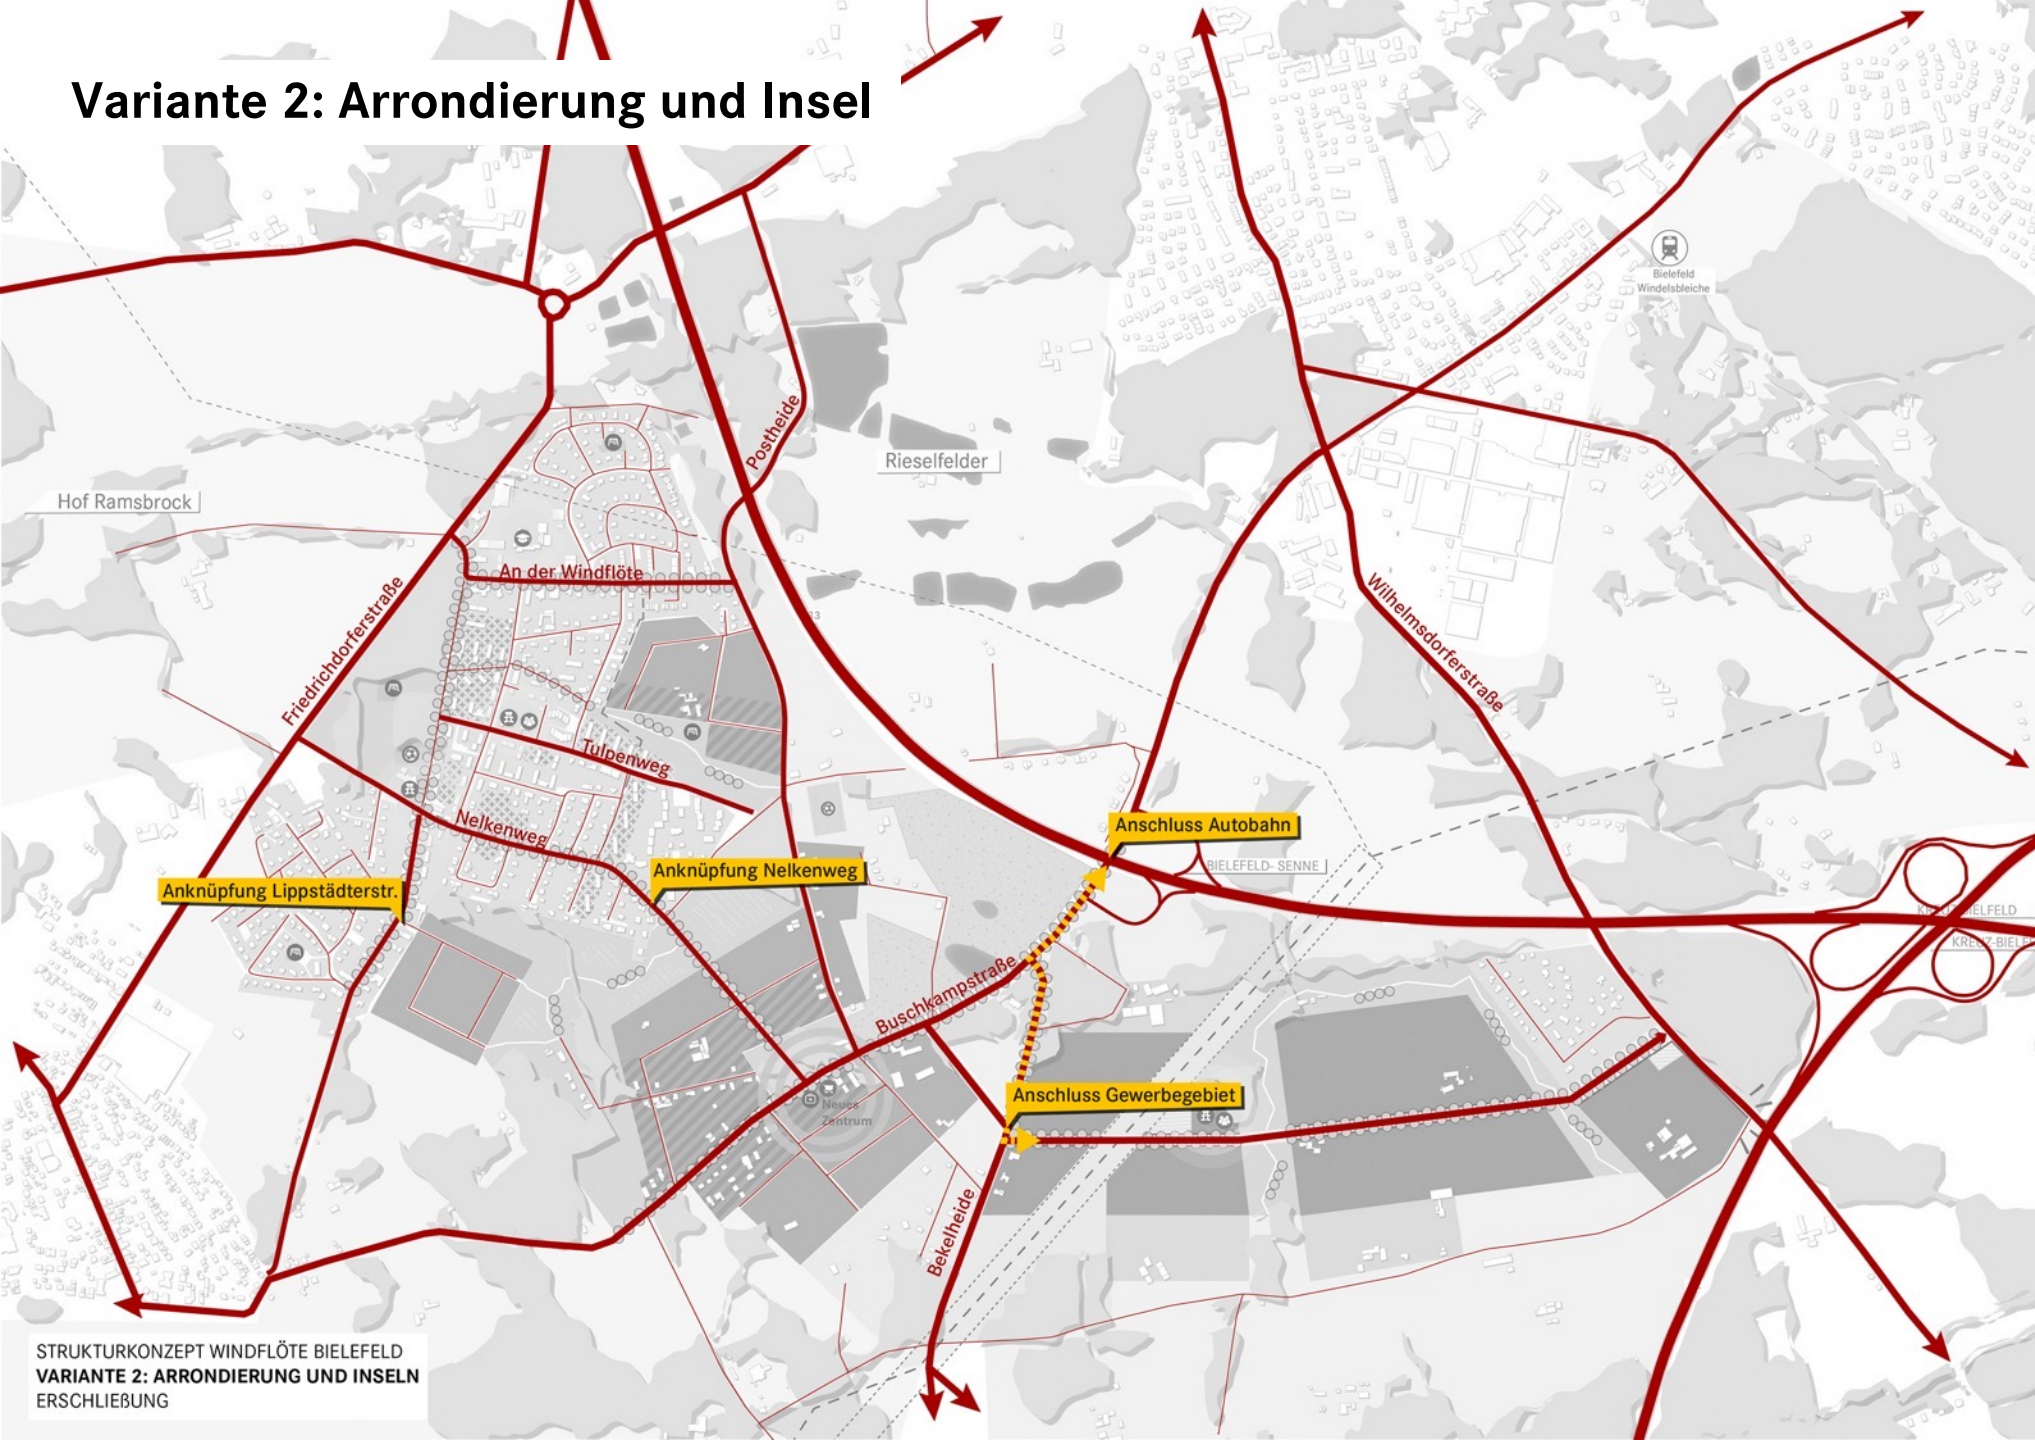 Variante 2: Arrondierung und Insel
Bielefeld
Windelsbleiche
Postheide
Rieselfelder
Hof Ramsbrock
An der Windflöte
Friedrichdorferstraße
Wilhelmsdorferstraße
Tulpenweg
Nelkenweg
Anschluss Autobahn
BIELEFELD- SENNE
Anknüpfung Nelkenweg
Anknüpfung Lippstädterstr.
Buschkampstraße
Anschluss Gewerbegebiet
Neues
Zentrum
Bekelheide
STRUKTURKONZEPT WINDFLÖTE BIELEFELD
VARIANTE 2: ARRONDIERUNG UND INSELN
ERSCHLIEßUNG